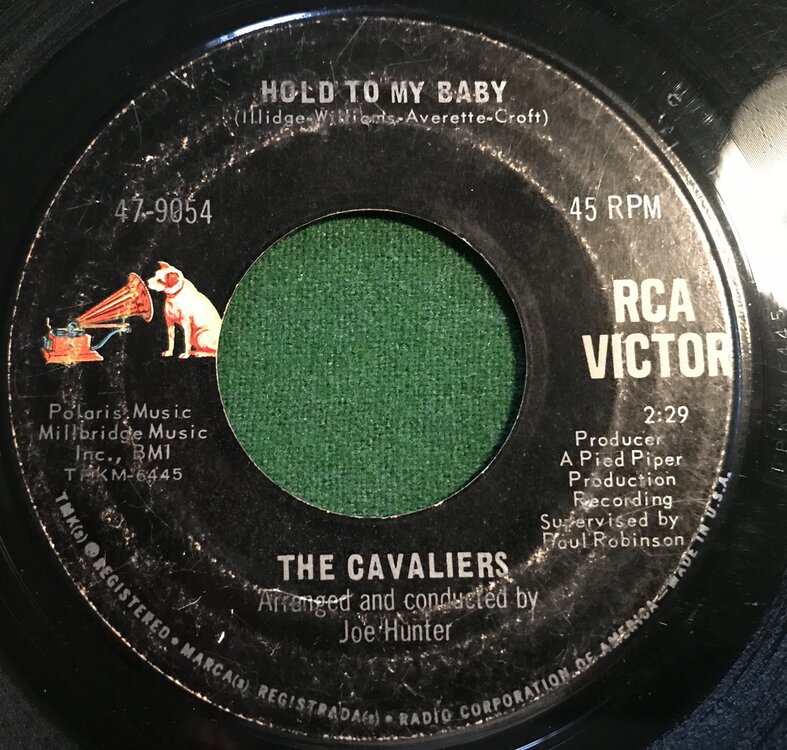 HOLD TO MY BABY
(Illidge-Williams-Averette-Croft)
47-9054
45 RPM
RCA
VICTOR
Polaris Music
Millbridge Music
Inc., BMI
THKM-6445
2:29
Producer
A Pied Piper
Production
Recording
Supervised by
Paul Robinson
THE CAVALIERS
Arranged and conducted by
Joe Hunter
TMK(s) ® REGISTERED • MARCA(s) REGISTRADA(s) • RADIO CORPORATION OF AMERICA—MADE IN U.S.A.